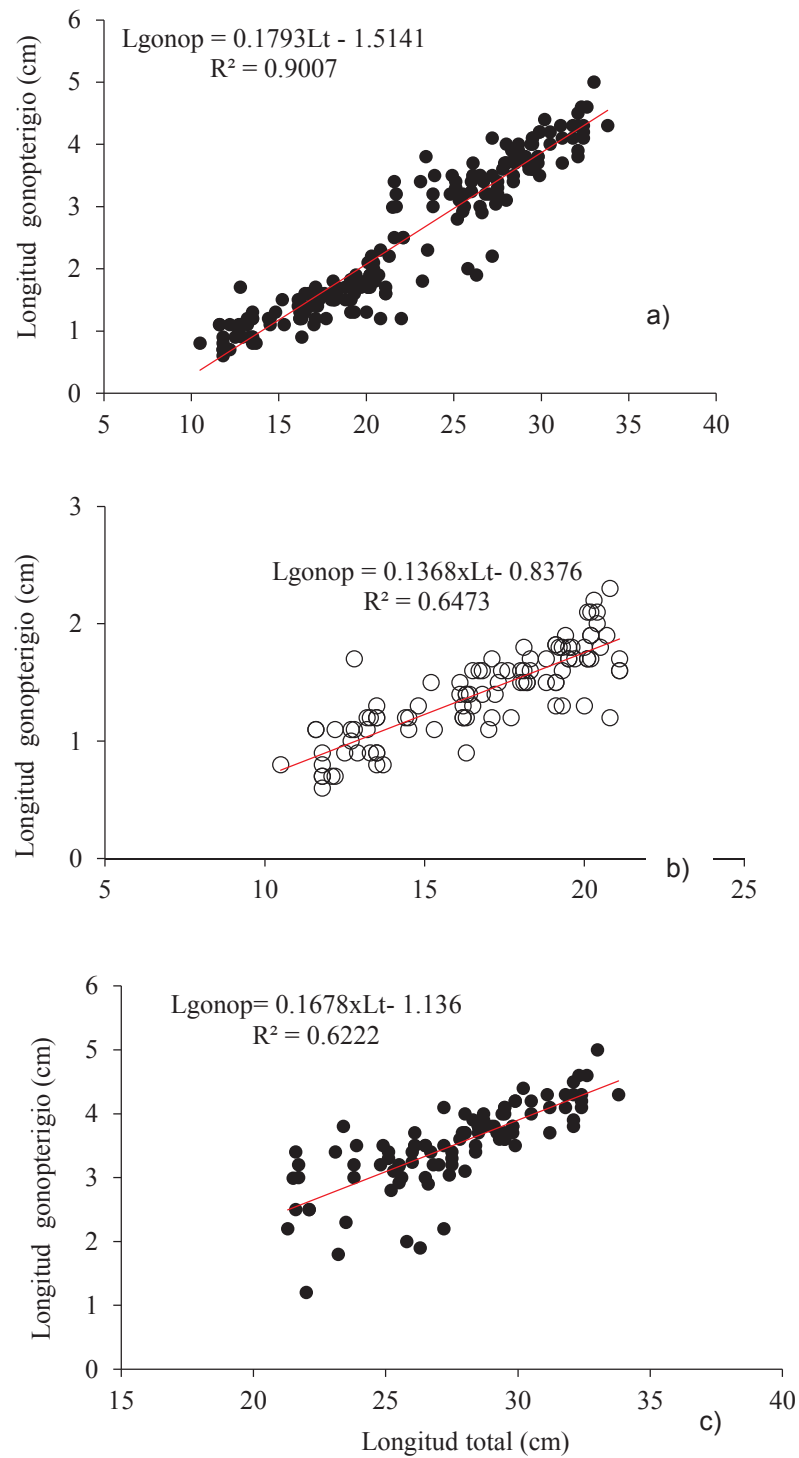 Lgonop = 0.1793Lt - 1.5141
R² = 0.9007
Longitud gonopterigio (cm)
6
5
4
3
2
1
0
5 10 15 20 25 30 35 40
a)
Lgonop = 0.1368xLt- 0.8376
R² = 0.6473
Longitud gonopterigio (cm)
3
2
1
0
5 10 15 20 25
b)
Lgonop= 0.1678xLt- 1.136
R² = 0.6222
Longitud gonopterigio (cm)
6
5
4
3
2
1
0
15 20 25 30 35 40
c)
Longitud total (cm)